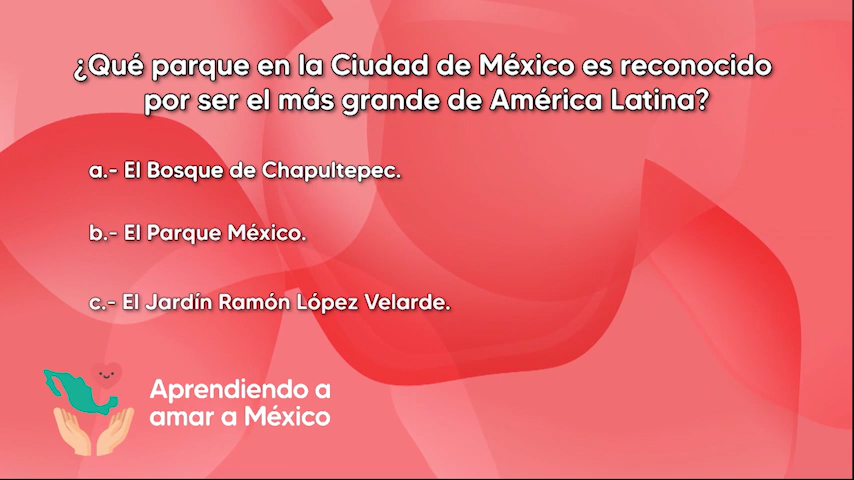 ¿Qué parque en la Ciudad de México es reconocido
por ser el más grande de América Latina?
a.- El Bosque de Chapultepec.
b.- El Parque México.
c.- El Jardín Ramón López Velarde.
Aprendiendo a
amar a México